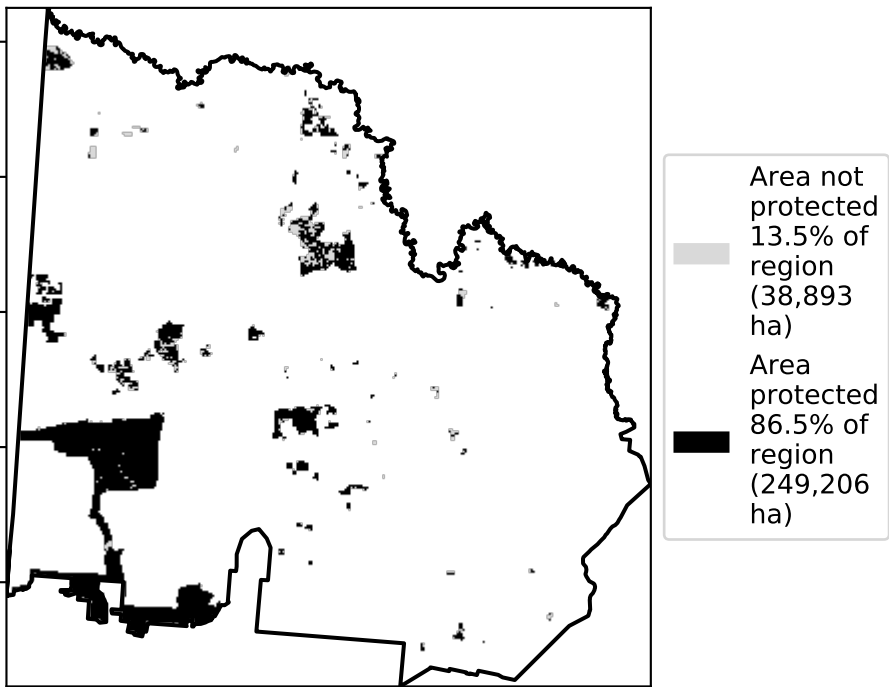 Area not
protected
13.5% of
region
(38,893
ha)
Area
protected
86.5% of
region
(249,206
ha)